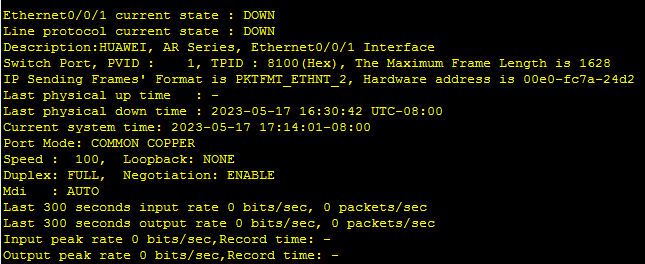 Ethernet0/0/1 current state : DOWN
Line protocol current state : DOWN
Description:HUAWEI, AR Series, Ethernet0/0/1 Interface
Switch Port, PVID :    1, TPID : 8100(Hex), The Maximum Frame Length is 1628
IP Sending Frames' Format is PKTFMT_ETHNT_2, Hardware address is 00e0-fc7a-24d2
Last physical up time   : -
Last physical down time : 2023-05-17 16:30:42 UTC-08:00
Current system time: 2023-05-17 17:14:01-08:00
Port Mode: COMMON COPPER
Speed :  100,  Loopback: NONE
Duplex: FULL,  Negotiation: ENABLE
Mdi   : AUTO
Last 300 seconds input rate 0 bits/sec, 0 packets/sec
Last 300 seconds output rate 0 bits/sec, 0 packets/sec
Input peak rate 0 bits/sec,Record time: -
Output peak rate 0 bits/sec,Record time: -